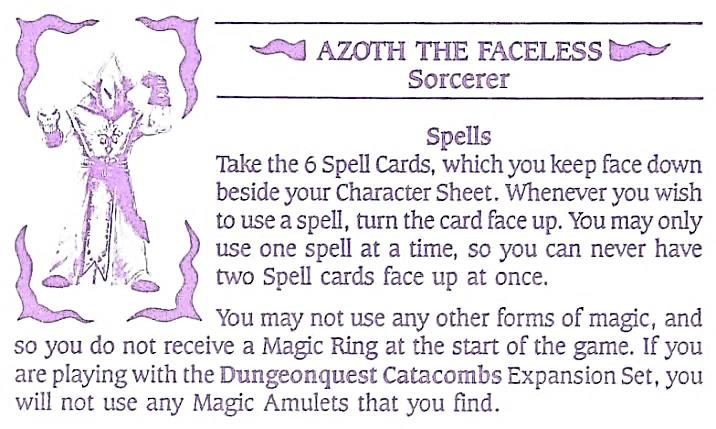 AZOTH THE FACELESS
Sorcerer
Spells
Take the 6 Spell Cards, which you keep face down
beside your Character Sheet. Whenever you wish
to use a spell, turn the card face up. You may only
use one spell at a time, so you can never have
two Spell cards face up at once.
You may not use any other forms of magic, and
so you do not receive a Magic Ring at the start of the game. If you
are playing with the Dungeonquest Catacombs Expansion Set, you
will not use any Magic Amulets that you find.